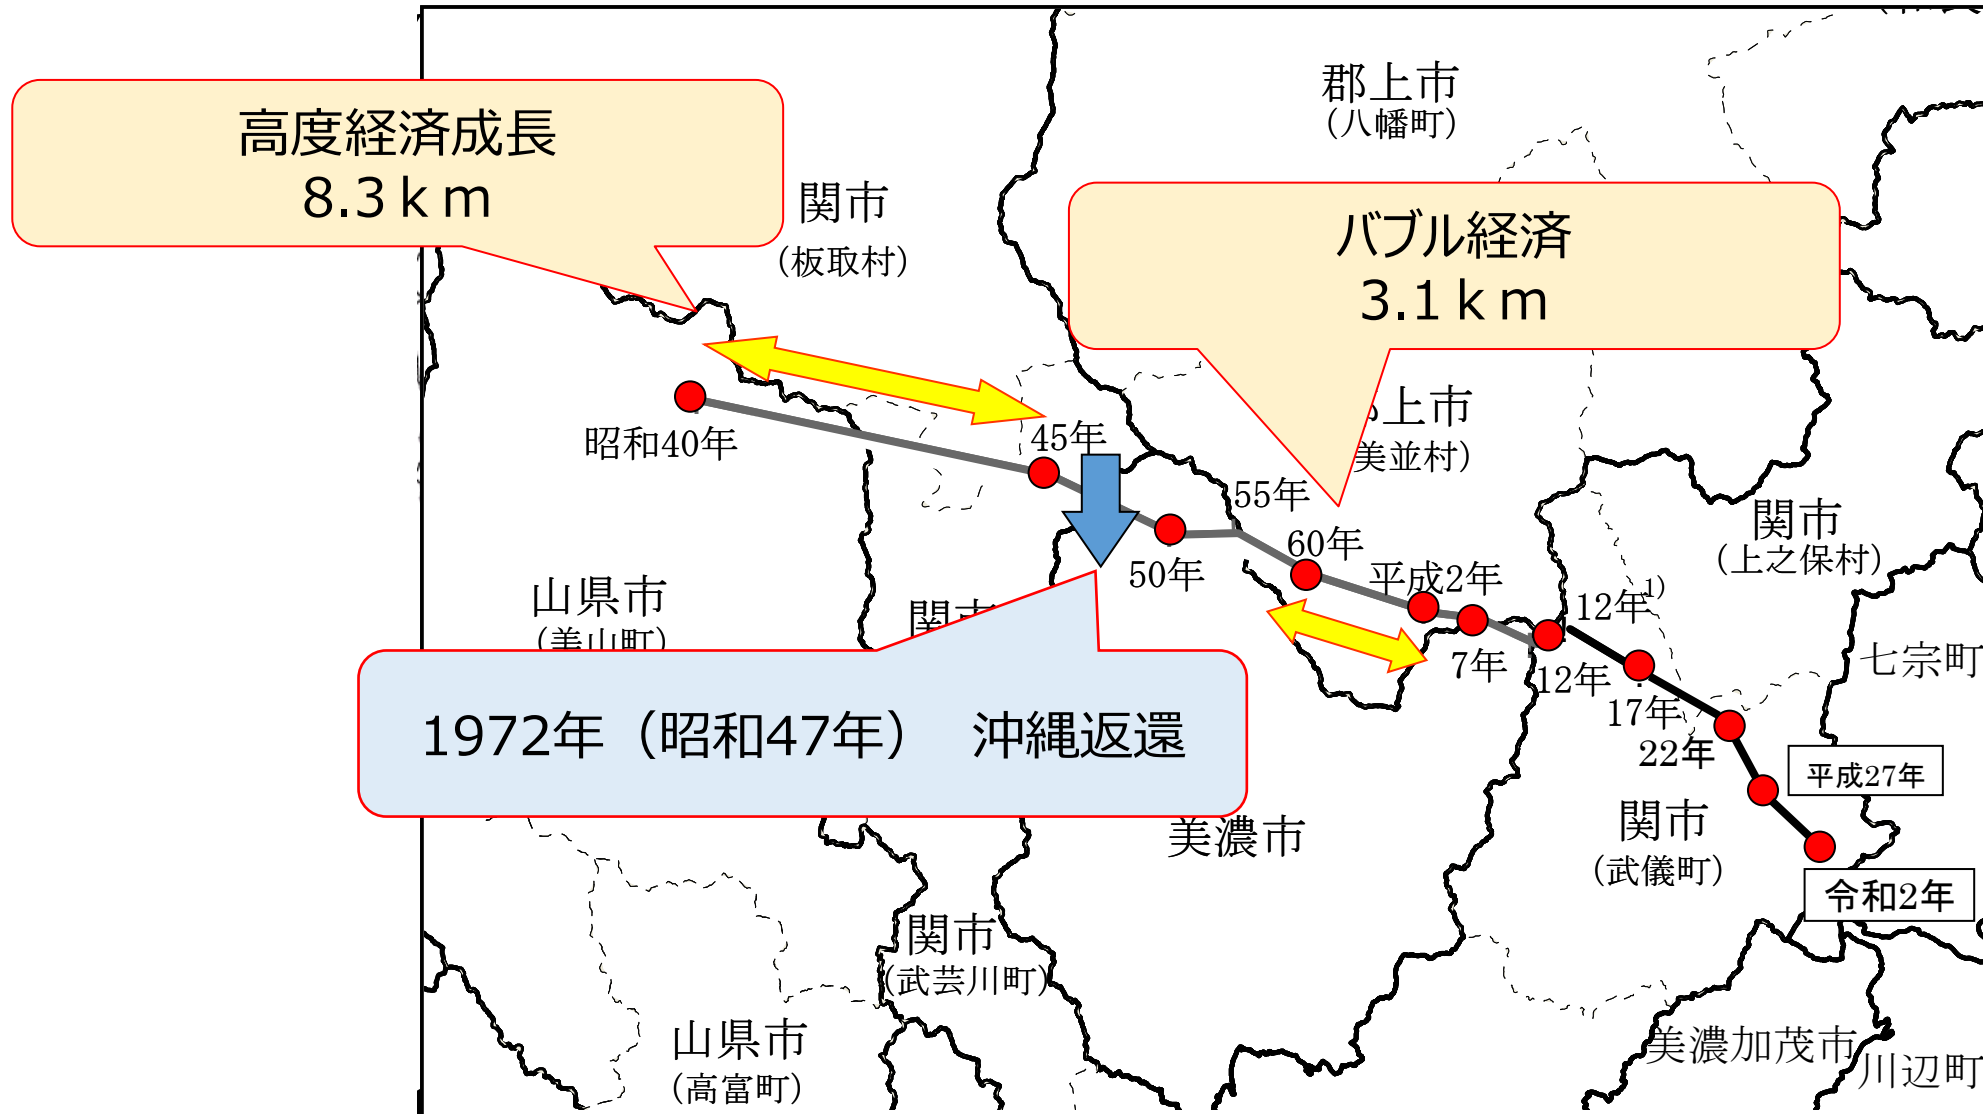 郡上市
(八幡町)
高度経済成長
8.3ｋｍ
関市
(板取村)
バブル経済
3.1ｋｍ
上市
美並村)
昭和40年
45年
55年
50年
60年
平成2年
関市
(上之保村)
12年1)
7年
12年
17年
22年
七宗町
山県市
(美山町)
関市
1972年（昭和47年）　沖縄返還
平成27年
美濃市
関市
(武儀町)
令和2年
関市
(武芸川町)
山県市
(高富町)
美濃加茂市
川辺町